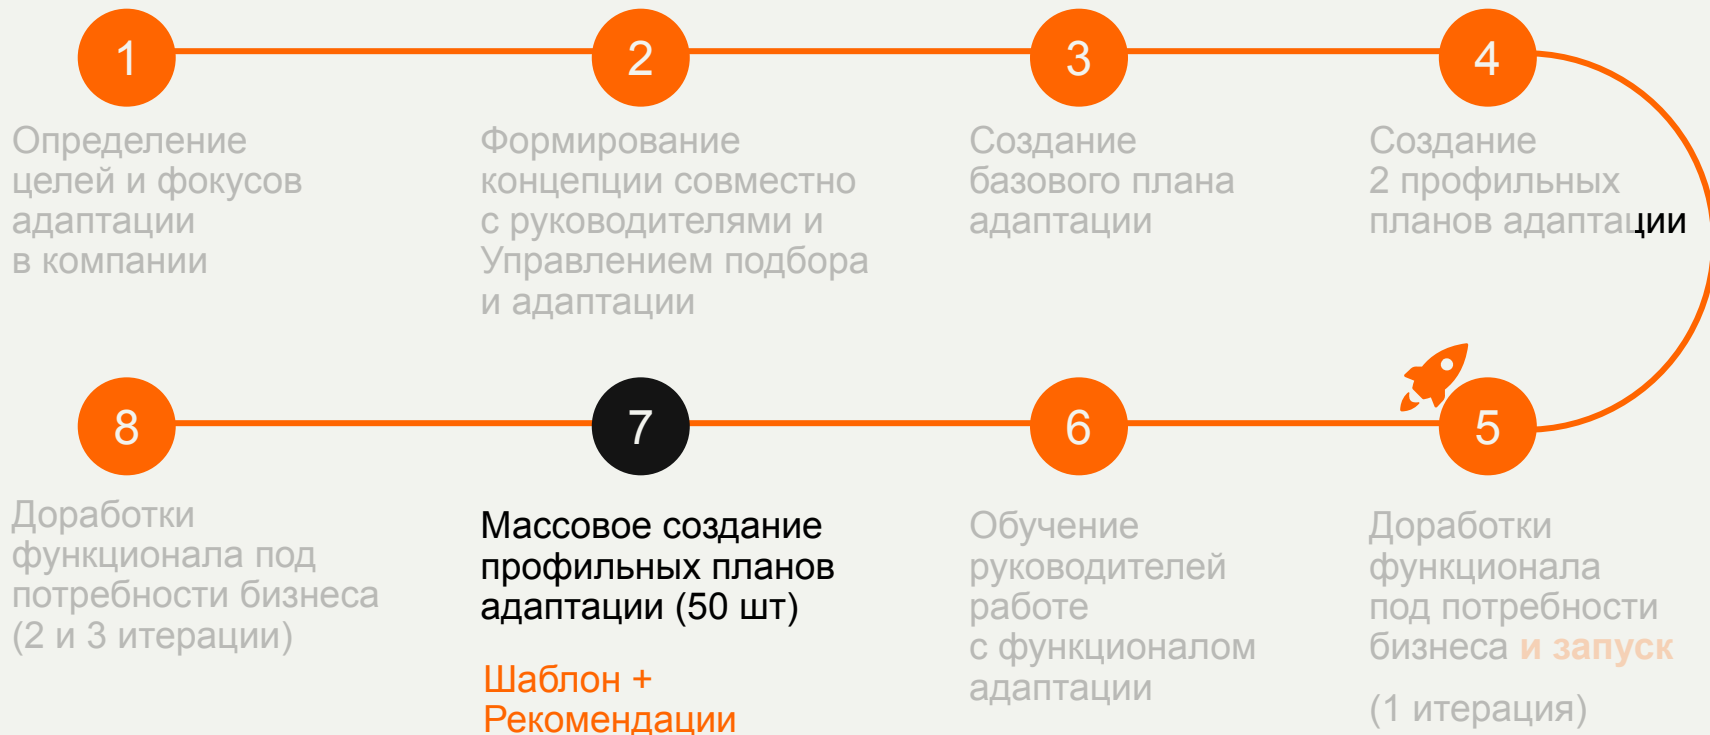 1
Определение
целей и фокусов
адаптации
в компании
2
Формирование
концепции совместно
с руководителями и
Управлением подбора
и адаптации
3
Создание
базового плана
адаптации
4
Создание
2 профильных
планов адаптации
5
Доработки
функционала
под потребности
бизнеса и запуск
(1 итерация)
6
Обучение
руководителей
работе
с функционалом
адаптации
7
Массовое создание
профильных планов
адаптации (50 шт)
Шаблон +
Рекомендации
8
Доработки
функционала под
потребности бизнеса
(2 и 3 итерации)